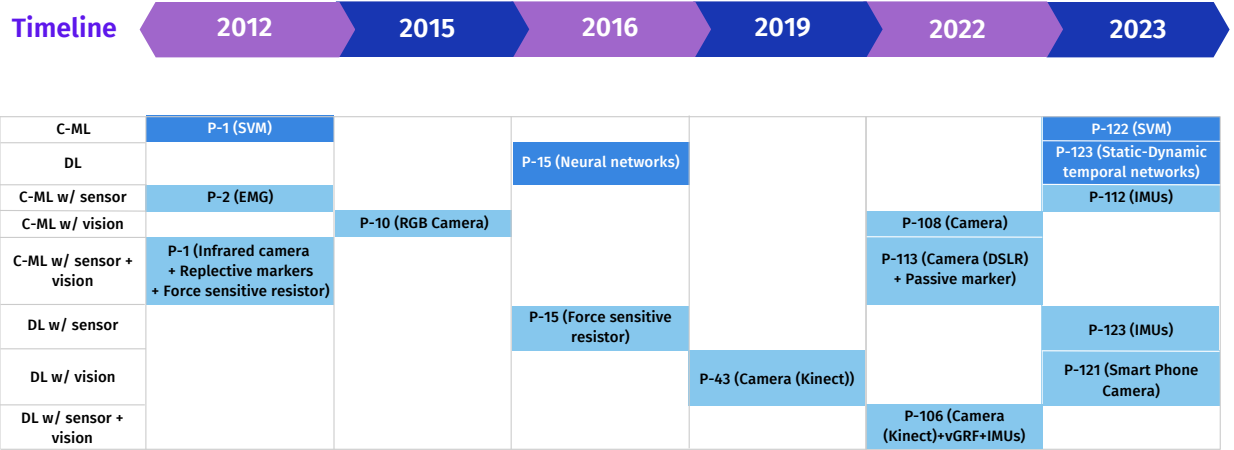 Timeline 2012 2015 2016 2019 2022 2023
C-ML P-1 (SVM) P-122 (SVM)
DL P-15 (Neural networks) P-123 (Static-Dynamic
temporal networks)
C-ML w/ sensor P-2 (EMG) P-112 (IMUs)
C-ML w/ vision P-10 (RGB Camera) P-108 (Camera)
C-ML w/ sensor +
vision
P-1 (Infrared camera
+ Replective markers
+ Force sensitive resistor)
P-113 (Camera (DSLR)
+ Passive marker)
DL w/ sensor
P-15 (Force sensitive
resistor)
P-123 (IMUs)
DL w/ vision
P-43 (Camera (Kinect))
P-121 (Smart Phone
Camera)
DL w/ sensor +
vision
P-106 (Camera
(Kinect)+vGRF+IMUs)